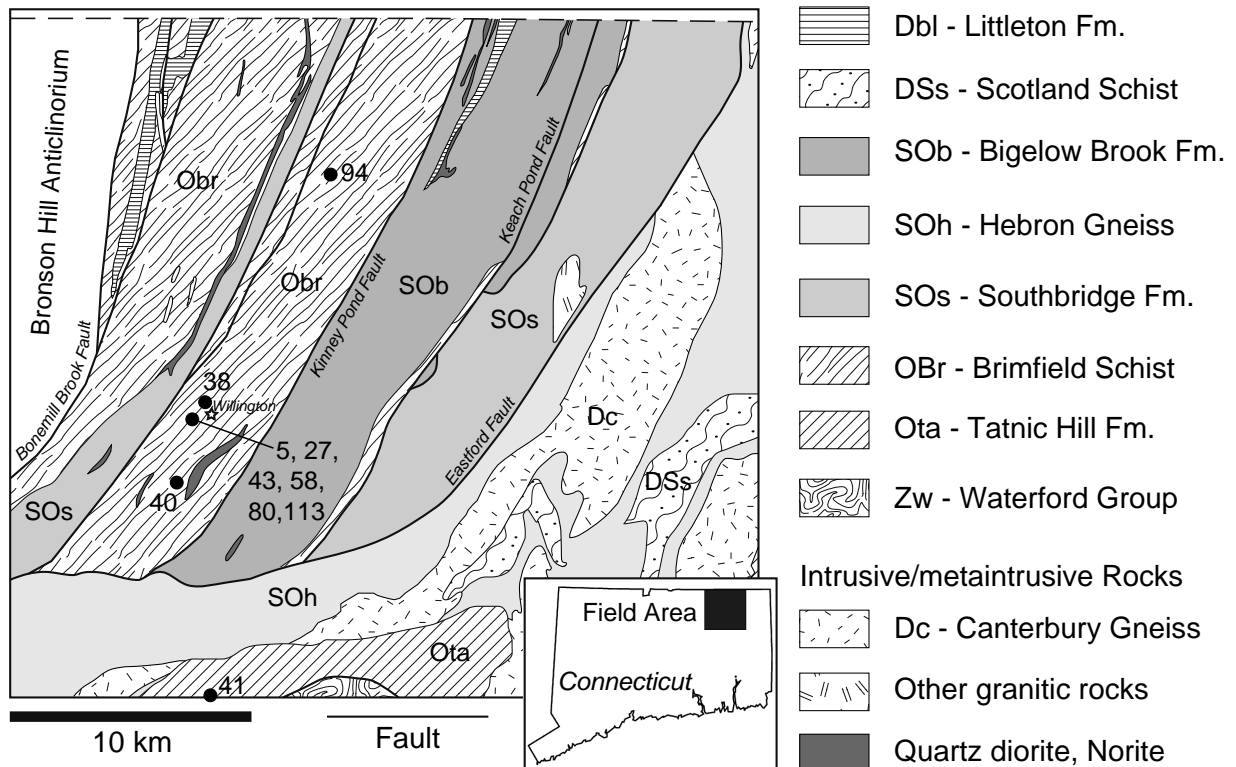 Bronson Hill Anticlinorium
Bonemill Brook Fault
Obr
94
Obr
Kinney Pond Fault
SOb
Keach Pond Fault
SOs
38
Willington
5, 27,
43, 58,
80,113
40
SOs
Eastford Fault
Dc
DSs
SOh
Ota
41
10 km
Fault
Field Area
Connecticut
Dbl - Littleton Fm.
DSs - Scotland Schist
SOb - Bigelow Brook Fm.
SOh - Hebron Gneiss
SOs - Southbridge Fm.
OBr - Brimfield Schist
Ota - Tatnic Hill Fm.
Zw - Waterford Group
Intrusive/metaintrusive Rocks
Dc - Canterbury Gneiss
Other granitic rocks
Quartz diorite, Norite